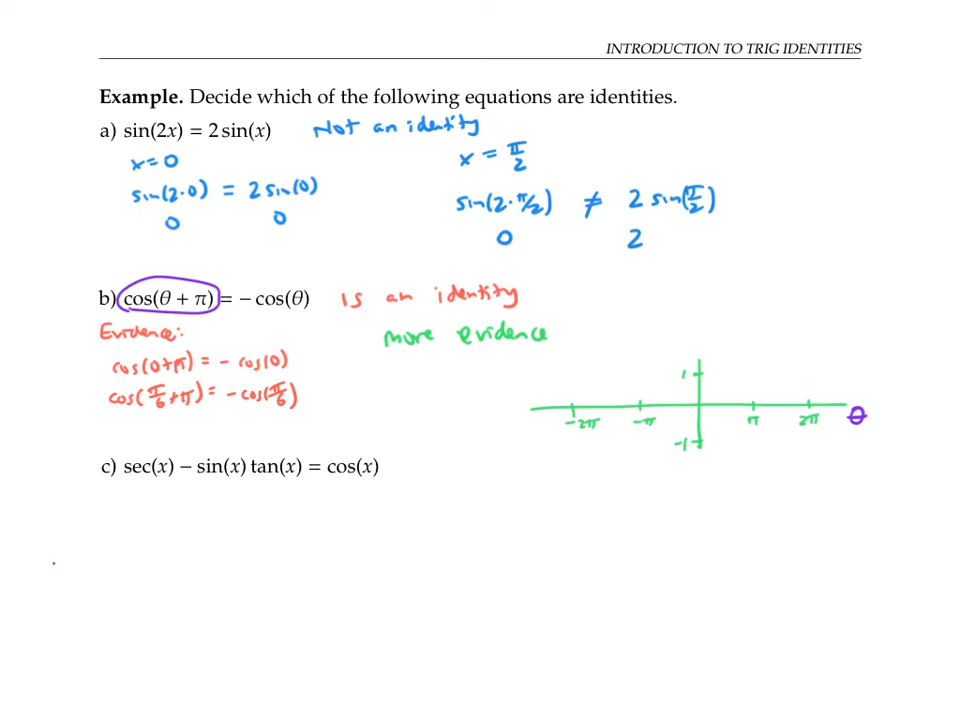 INTRODUCTION TO TRIG IDENTITIES
Example. Decide which of the following equations are identities.
a) sin(2x) = 2 sin(x) Not an identity
x = 0
sin(2·0) = 2 sin(0)
0 0
x = π/2
sin(2·π/2) ≠ 2 sin(π/2)
0 2
b) cos(θ + π) = − cos(θ) is an identity
Evidence:
cos(0+π) = - cos(0)
cos(π/6 + π) = - cos(π/6)
more evidence
1
-2π -π π 2π θ
-1
c) sec(x) − sin(x) tan(x) = cos(x)